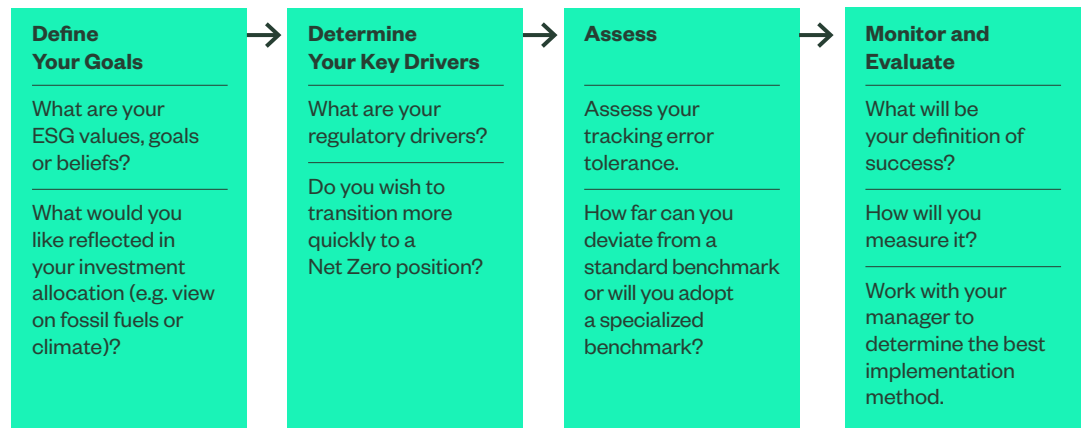 Define
Your Goals
What are your
ESG values, goals
or beliefs?
What would you
like reflected in
your investment
allocation (e.g. view
on fossil fuels or
climate)?
Determine
Your Key Drivers
What are your
regulatory drivers?
Do you wish to
transition more
quickly to a
Net Zero position?
Assess
Assess your
tracking error
tolerance.
How far can you
deviate from a
standard benchmark
or will you adopt
a specialized
benchmark?
Monitor and
Evaluate
What will be
your definition of
success?
How will you
measure it?
Work with your
manager to
determine the best
implementation
method.